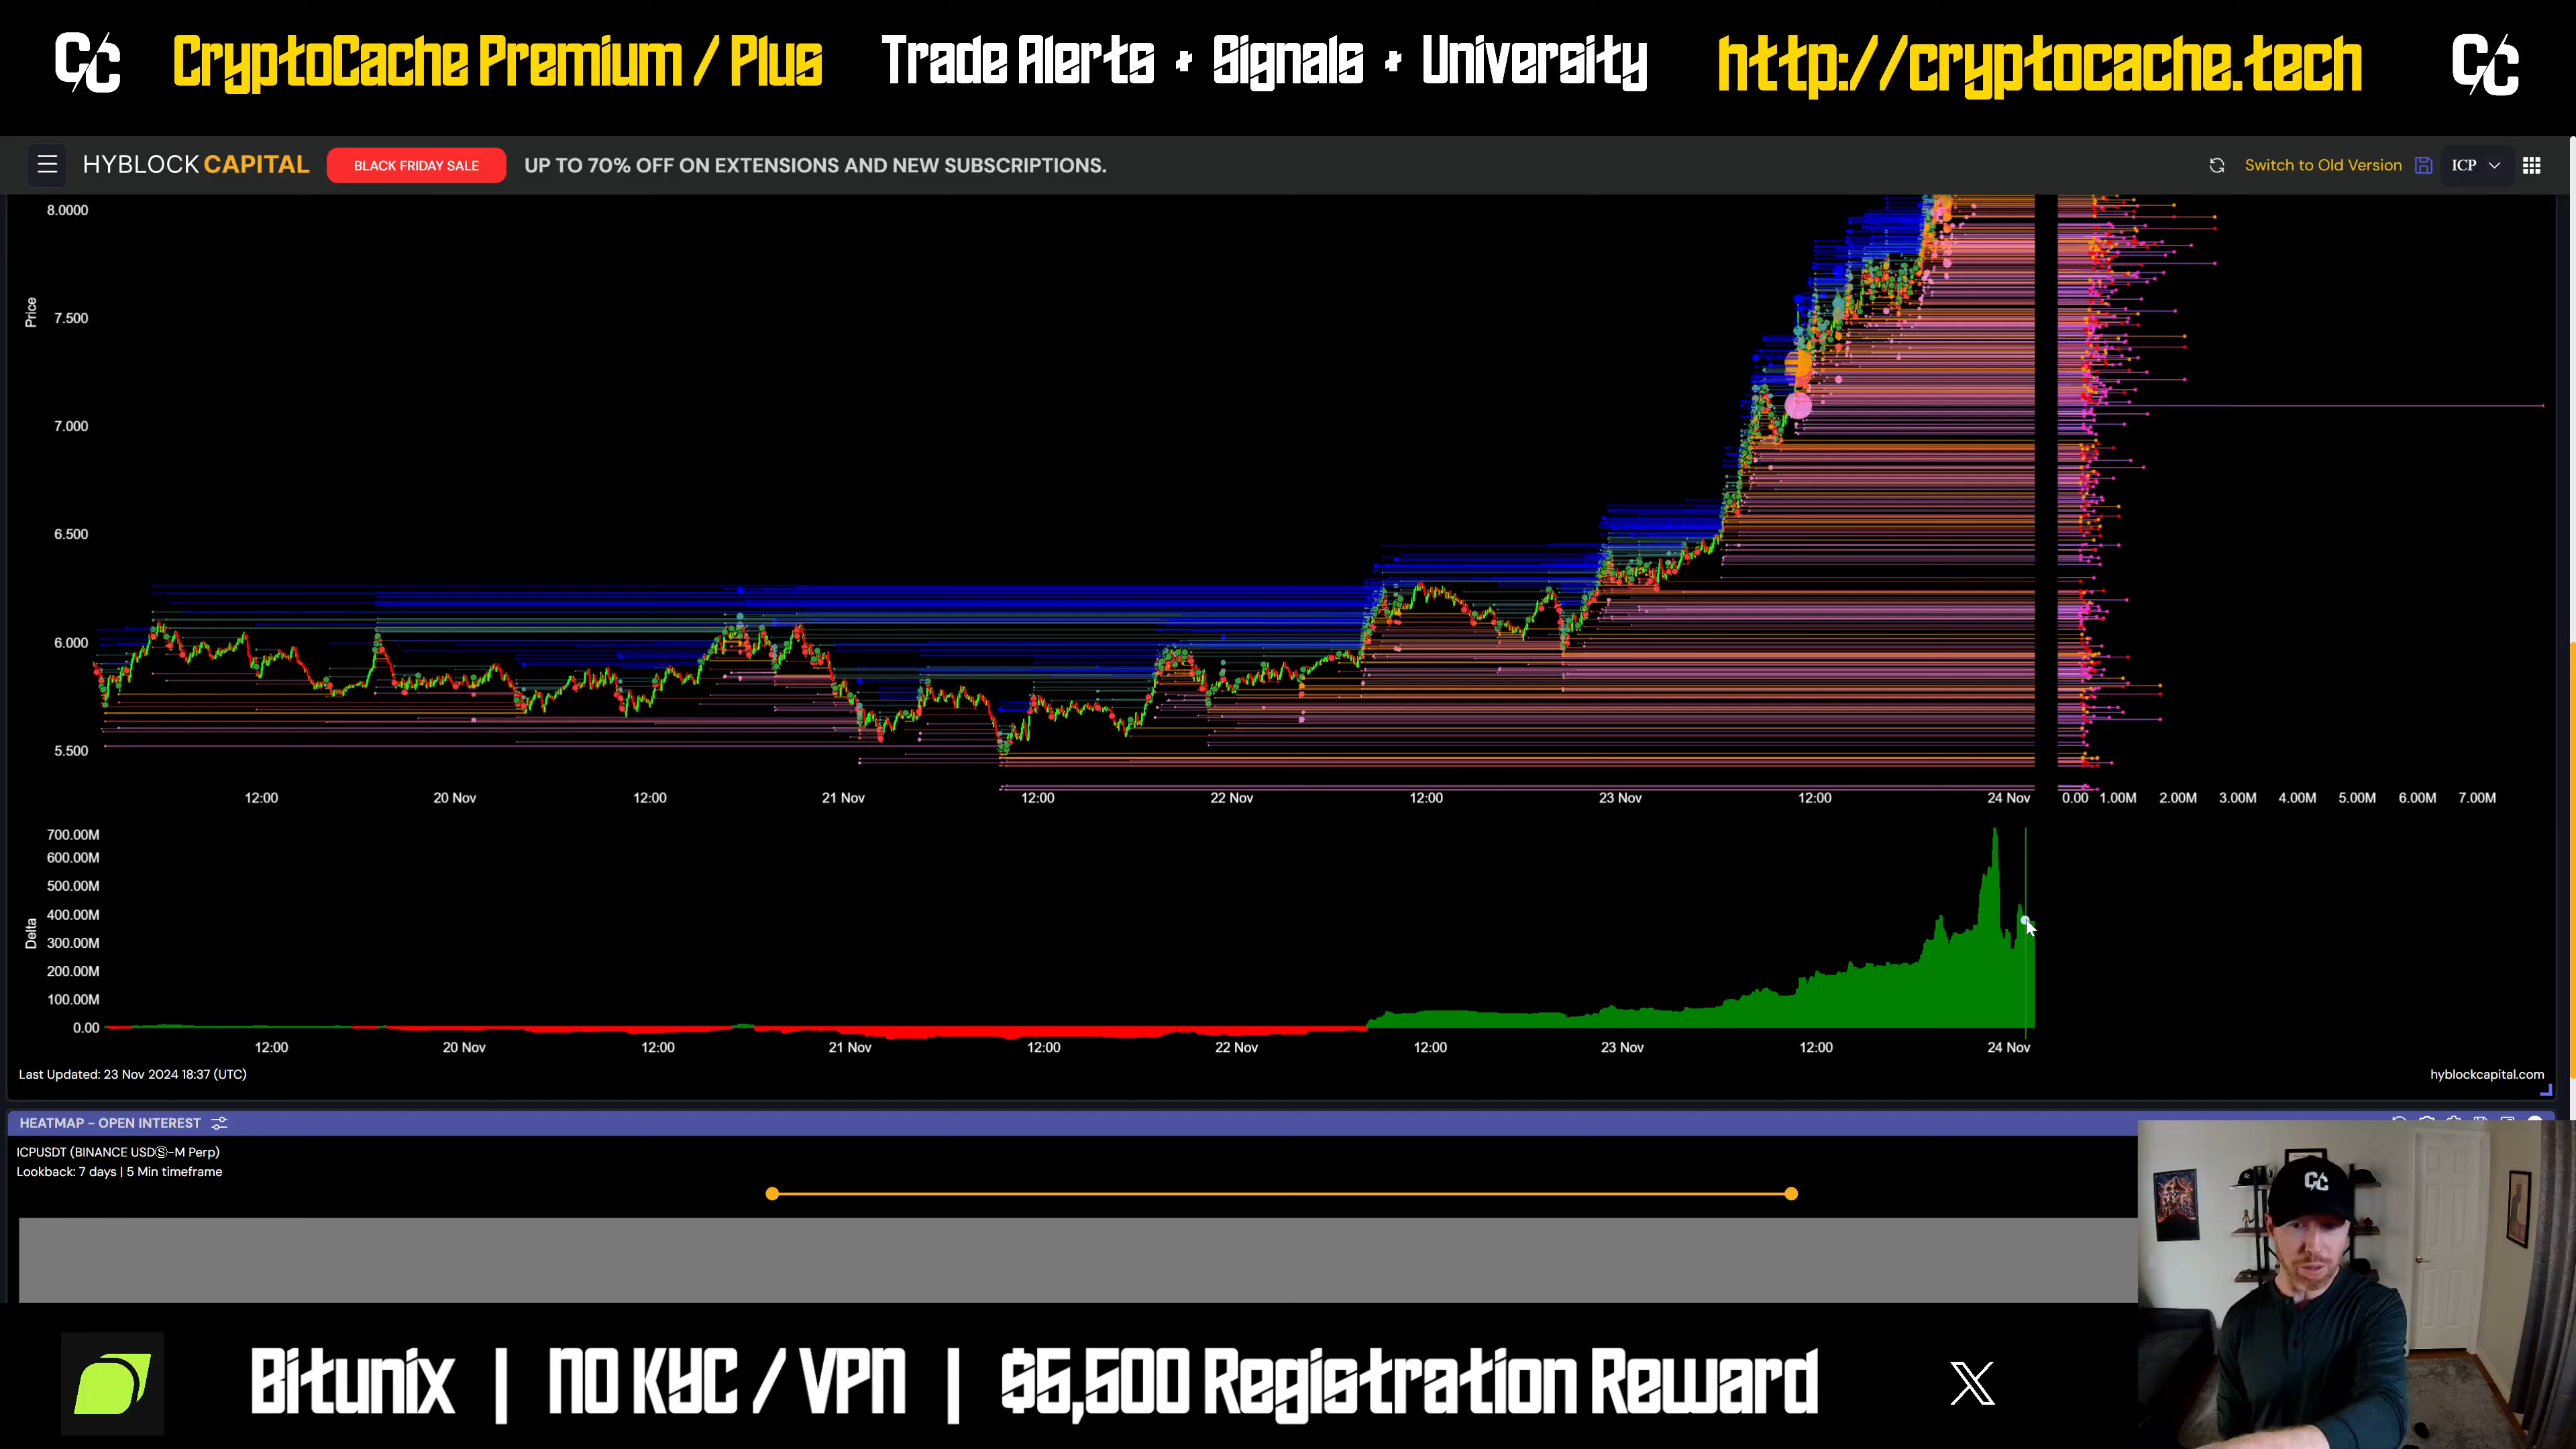 CC CryptoCache Premium / Plus Trade Alerts + Signals + University http://cryptocache.tech CC
HYBLOCK CAPITAL BLACK FRIDAY SALE UP TO 70% OFF ON EXTENSIONS AND NEW SUBSCRIPTIONS. Switch to Old Version ICP
8.0000
Price
7.500
7.000
6.500
6.000
5.500
12:00 20 Nov 12:00 21 Nov 12:00 22 Nov 12:00 23 Nov 12:00 24 Nov 0.00 1.00M 2.00M 3.00M 4.00M 5.00M 6.00M 7.00M
700.00M
600.00M
500.00M
400.00M
Delta
300.00M
200.00M
100.00M
0.00
12:00 20 Nov 12:00 21 Nov 12:00 22 Nov 12:00 23 Nov 12:00 24 Nov
Last Updated: 23 Nov 2024 18:37 (UTC) hyblockcapital.com
HEATMAP - OPEN INTEREST
ICPUSDT (BINANCE USDⓈ-M Perp)
Lookback: 7 days | 5 Min timeframe
CC
Bitunix | NO KYC / VPN | $5,500 Registration Reward X